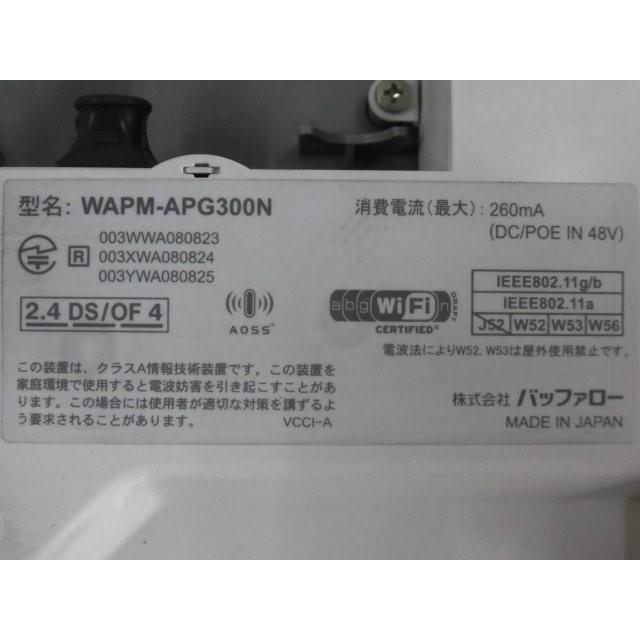 型名: WAPM-APG300N
消費電流(最大): 260mA
(DC/POE IN 48V)
R
003WWA080823
003XWA080824
003YWA080825
2.4 DS/OF 4
AOSS™
abg WiFi n
DRAFT
CERTIFIED®
IEEE802.11g/b
IEEE802.11a
J52 W52 W53 W56
電波法によりW52, W53は屋外使用禁止です。
この装置は、クラスA情報技術装置です。この装置を
家庭環境で使用すると電波妨害を引き起こすことがあ
ります。この場合には使用者が適切な対策を講ずるよ
う要求されることがあります。 VCCI-A
株式会社 バッファロー
MADE IN JAPAN